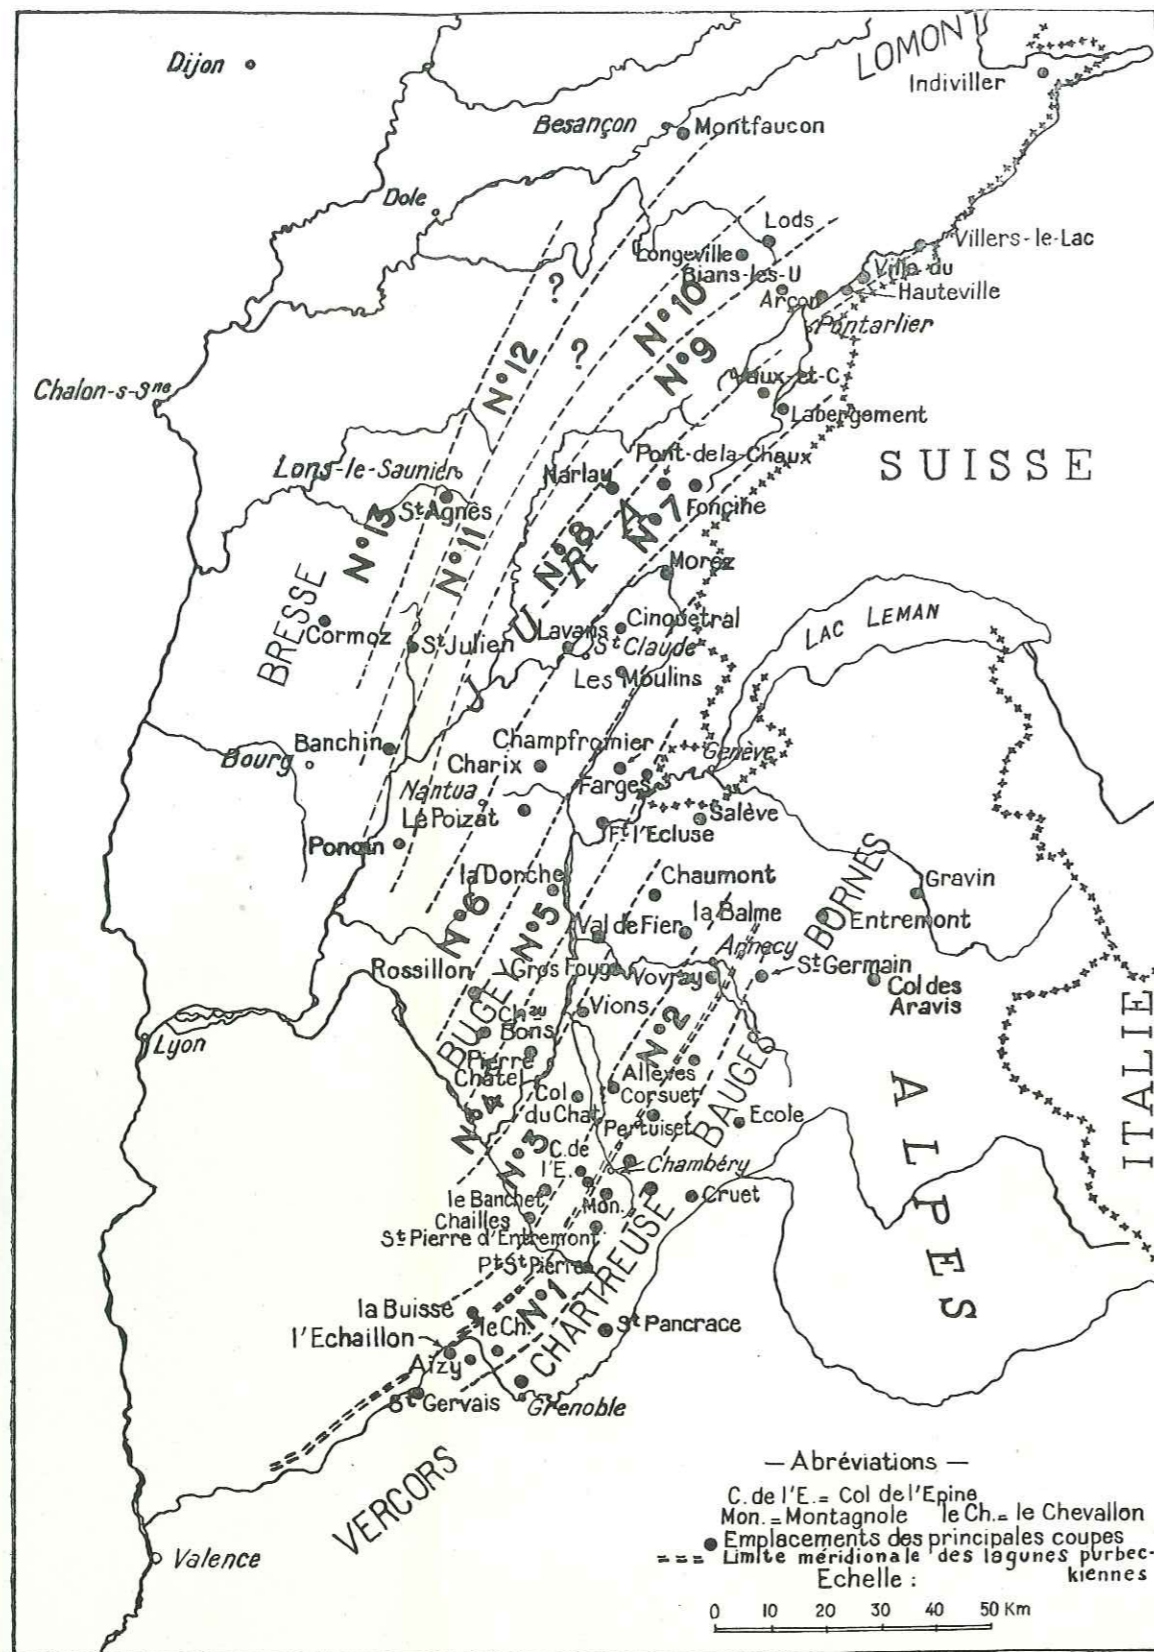 LOMONT
Dijon
Indiviller
Besançon
Montfaucon
Dole
Lods
Longeville
Villers-le-Lac
Bians-les-U
Ville-du
Arçon
Hauteville
?
Pontarlier
N°10
N°9
?
N°12
Chalon-s-Sne
Vaux-et-C.
Labergement
Pont-de-la-Chaux
SUISSE
Lons-le-Saunier
Narlay
St Agnès
Foncine
N°13
N°11
N°8
N°7
JURA
Morez
BRESSE
Cormoz
Cinquetral
LAC LEMAN
Lavans
St Julien
St Claude
Les Moulins
Banchin
Champfromier
Bourg
Charix
Genève
Farges
Nantua
Le Poizat
Salève
Ft l'Ecluse
Poncin
la Dorche
Chaumont
BORNES
Gravin
N°6
N°5
la Balme
Val de Fier
Entremont
Annecy
Rossillon
Gros Foug
Vovray
St Germain
Col des
Aravis
BUGEY
Vions
Chau
Bons
N°2
Lyon
Pierre
Châtel
Allèves
Col
du Chat
Corsuet
BAUGES
ALPES
ITALIE
N°4
Pertuiset
Ecole
N°3
C. de
l'E.
Chambéry
le Banchet
Mon.
Cruet
Chailles
St Pierre d'Entremont
Pt St Pierre
CHARTREUSE
N°1
la Buisse
l'Echaillon
le Ch.
St Pancrace
Aizy
St Gervais
Grenoble
VERCORS
Valence
— Abréviations —
C. de l'E. = Col de l'Epine
Mon. = Montagnole le Ch. = le Chevallon
Emplacements des principales coupes
=== Limite méridionale des lagunes purbec-
kiennes
Echelle :
0 10 20 30 40 50 Km